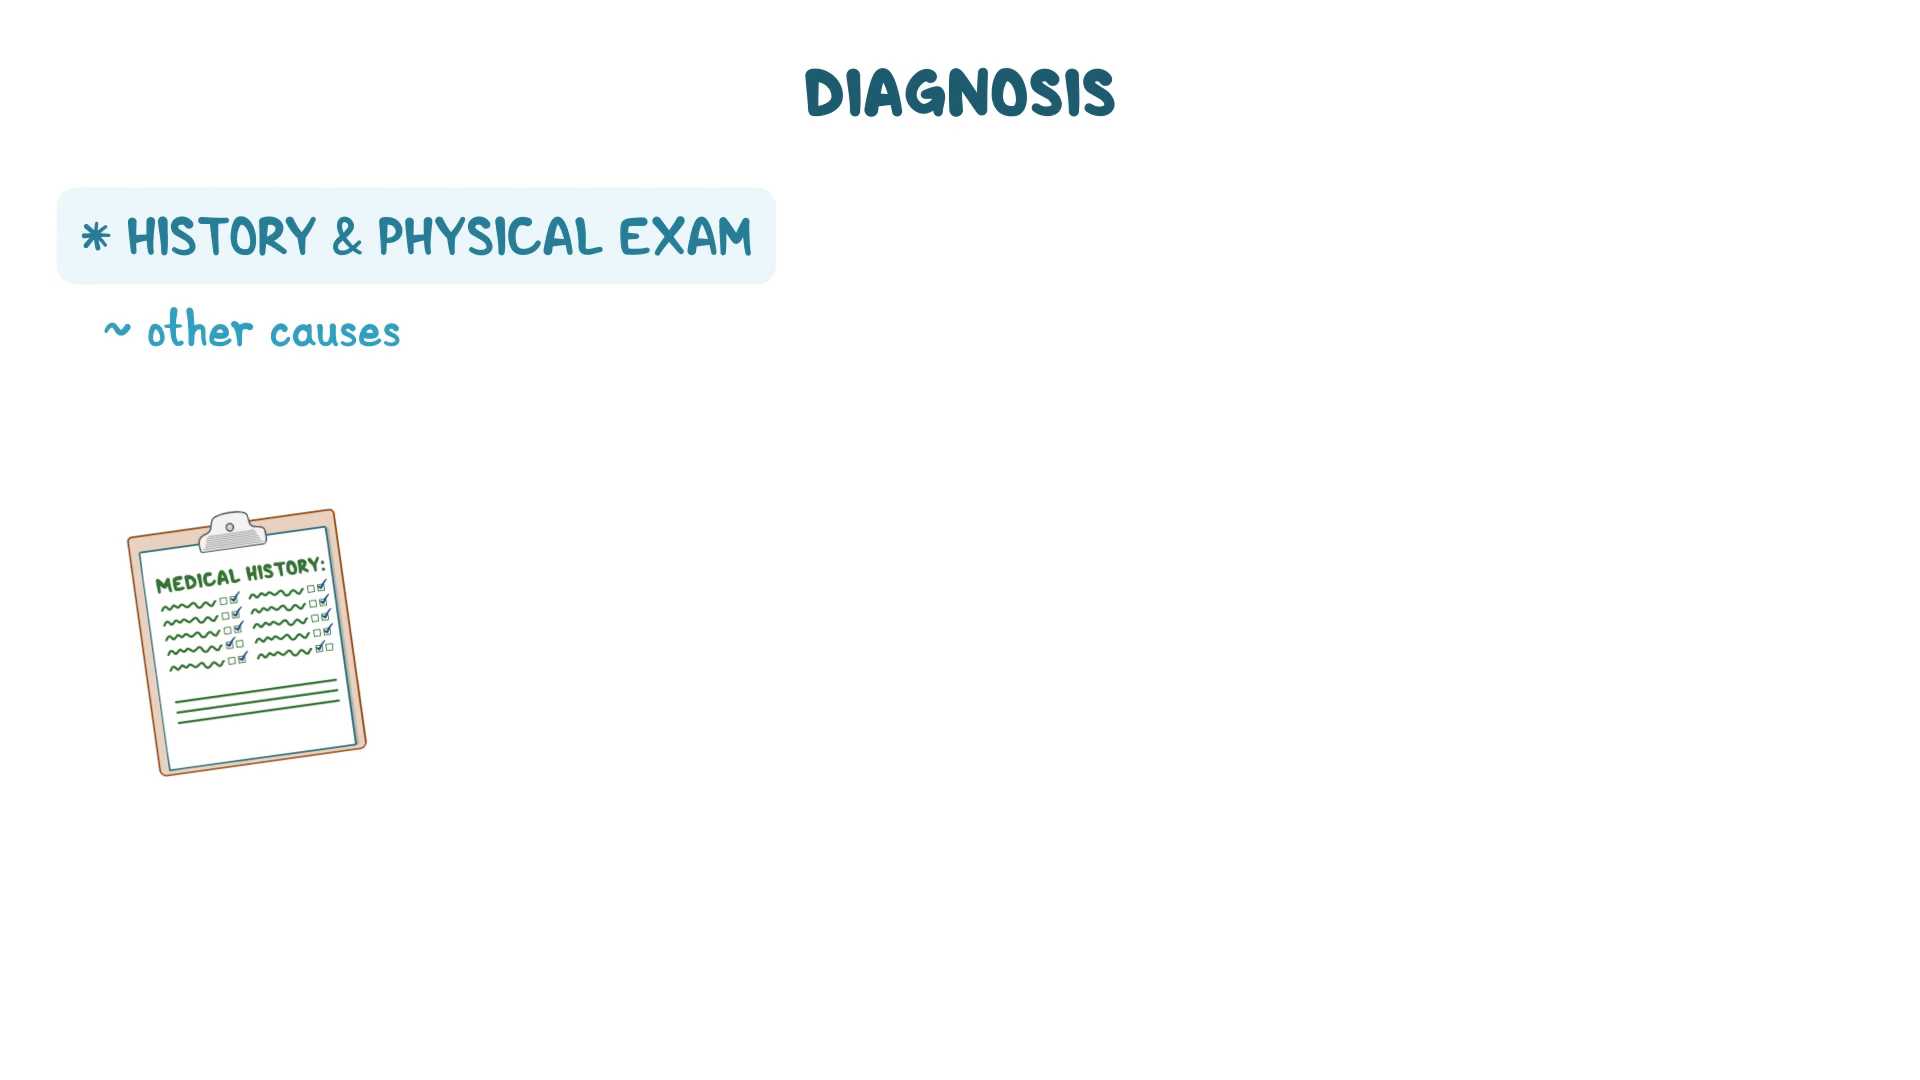 DIAGNOSIS
* HISTORY & PHYSICAL EXAM
~ other causes
MEDICAL HISTORY: